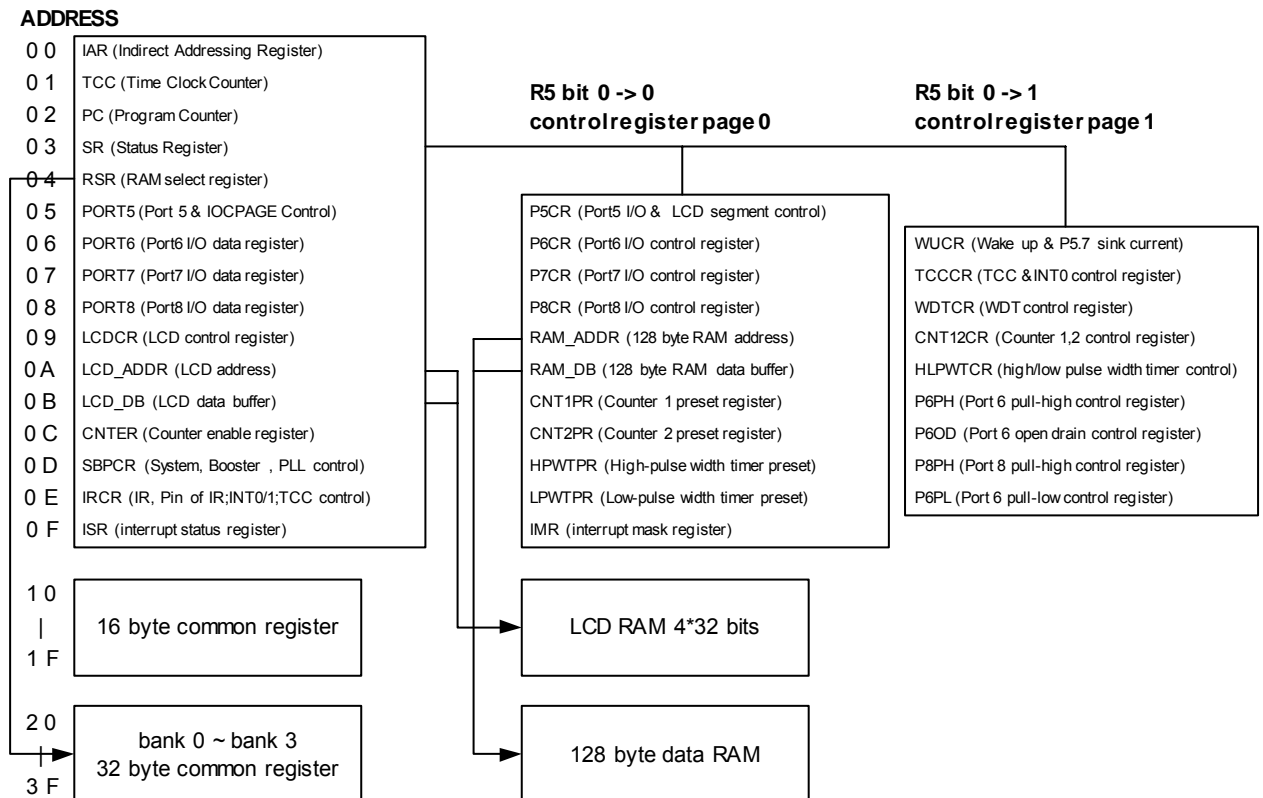 ADDRESS
0 0 IAR (Indirect Addressing Register)
0 1 TCC (Time Clock Counter)
0 2 PC (Program Counter)
0 3 SR (Status Register)
0 4 RSR (RAM select register)
0 5 PORT5 (Port 5 & IOCPAGE Control)
0 6 PORT6 (Port6 I/O data register)
0 7 PORT7 (Port7 I/O data register)
0 8 PORT8 (Port8 I/O data register)
0 9 LCDCR (LCD control register)
0 A LCD_ADDR (LCD address)
0 B LCD_DB (LCD data buffer)
0 C CNTER (Counter enable register)
0 D SBPCR (System, Booster , PLL control)
0 E IRCR (IR, Pin of IR;INT0/1;TCC control)
0 F ISR (interrupt status register)
R5 bit 0 -> 0
control register page 0
P5CR (Port5 I/O & LCD segment control)
P6CR (Port6 I/O control register)
P7CR (Port7 I/O control register)
P8CR (Port8 I/O control register)
RAM_ADDR (128 byte RAM address)
RAM_DB (128 byte RAM data buffer)
CNT1PR (Counter 1 preset register)
CNT2PR (Counter 2 preset register)
HPWTPR (High-pulse width timer preset)
LPWTPR (Low-pulse width timer preset)
IMR (interrupt mask register)
R5 bit 0 -> 1
control register page 1
WUCR (Wake up & P5.7 sink current)
TCCCR (TCC & INT0 control register)
WDTCR (WDT control register)
CNT12CR (Counter 1,2 control register)
HLPWTCR (high/low pulse width timer control)
P6PH (Port 6 pull-high control register)
P6OD (Port 6 open drain control register)
P8PH (Port 8 pull-high control register)
P6PL (Port 6 pull-low control register)
1 0
|
1 F
16 byte common register
LCD RAM 4*32 bits
2 0
|
3 F
bank 0 ~ bank 3
32 byte common register
128 byte data RAM